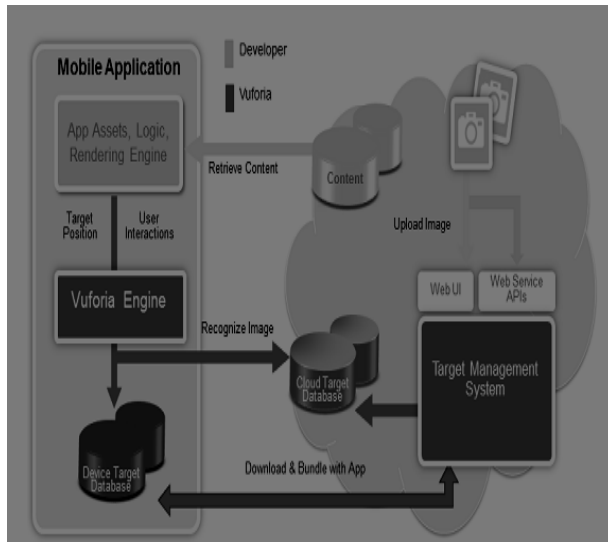 Developer
Mobile Application
Vuforia
App Assets, Logic,
Rendering Engine
Retrieve Content
Content
Target
Position
User
Interactions
Upload Image
Vuforia Engine
Web UI
Web Service
APIs
Recognize Image
Target Management
System
Cloud Target
Database
Device Target
Database
Download & Bundle with App